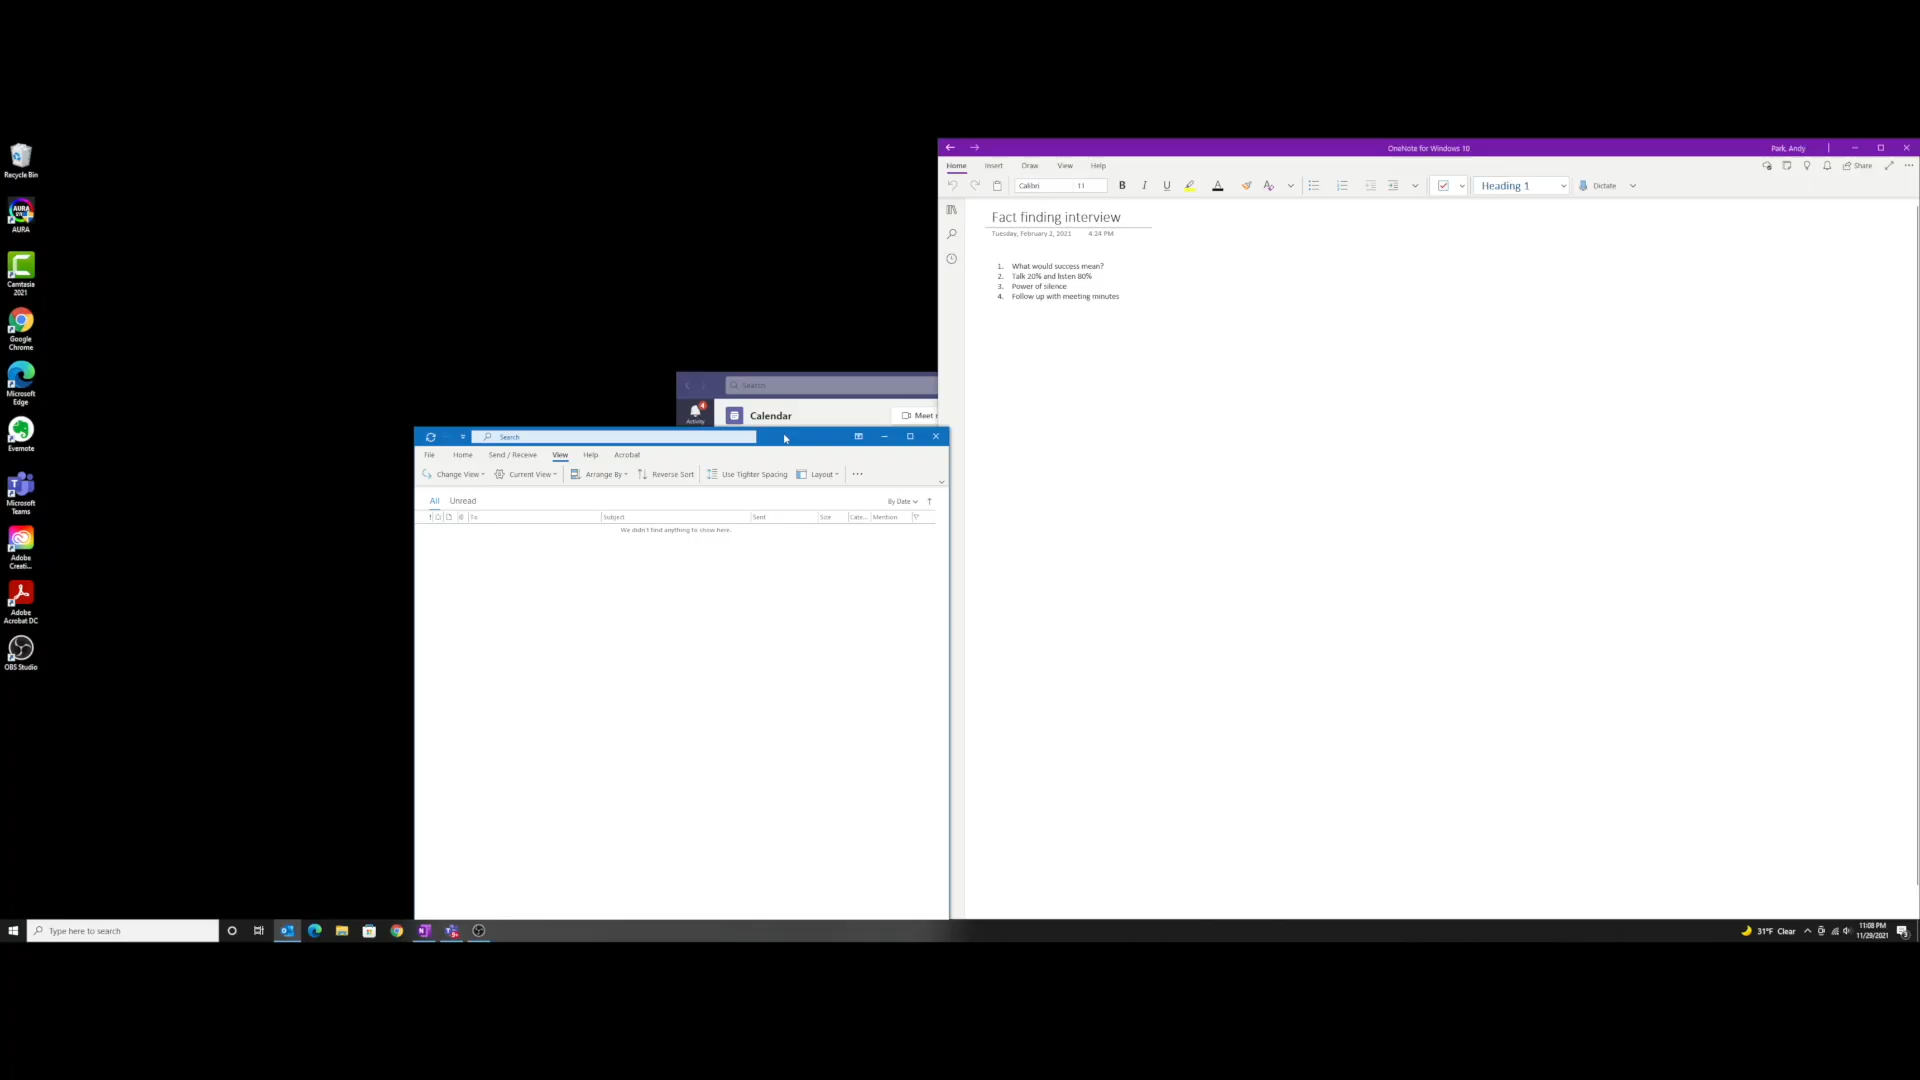 Recycle Bin
AURA
AURA
Camtasia
2021
Google
Chrome
Microsoft
Edge
Evernote
Microsoft
Teams
Adobe
Creati...
Adobe
Acrobat DC
OBS Studio
Search
4
Activity
Calendar
Meet
Search
File Home Send / Receive View Help Acrobat
Change View Current View Arrange By Reverse Sort Use Tighter Spacing Layout ...
All Unread By Date
To Subject Sent Size Cate... Mention
We didn't find anything to show here.
OneNote for Windows 10 Park, Andy
Home Insert Draw View Help Share
Calibri 11 B I U A A Heading 1 Dictate
Fact finding interview
Tuesday, February 2, 2021 4:24 PM
1. What would success mean?
2. Talk 20% and listen 80%
3. Power of silence
4. Follow up with meeting minutes
Type here to search
31°F Clear
11:08 PM
11/29/2021